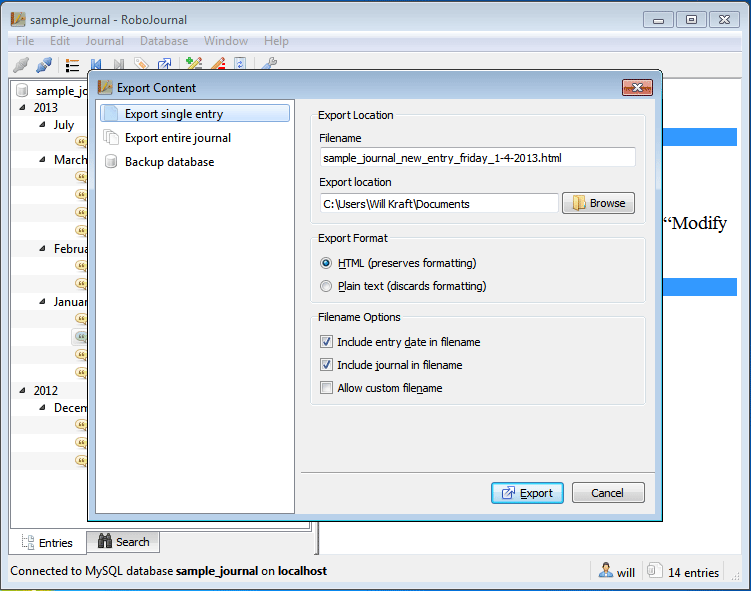 sample_journal - RoboJournal
File Edit Journal Database Window Help
sample_jo
2013
July
March
Februa
Januar
2012
Decem
Export Content
Export single entry
Export entire journal
Backup database
Export Location
Filename
sample_journal_new_entry_friday_1-4-2013.html
Export location
C:\Users\Will Kraft\Documents
Browse
Export Format
HTML (preserves formatting)
Plain text (discards formatting)
Filename Options
Include entry date in filename
Include journal in filename
Allow custom filename
Export
Cancel
“Modify
Entries
Search
Connected to MySQL database sample_journal on localhost
will
14 entries